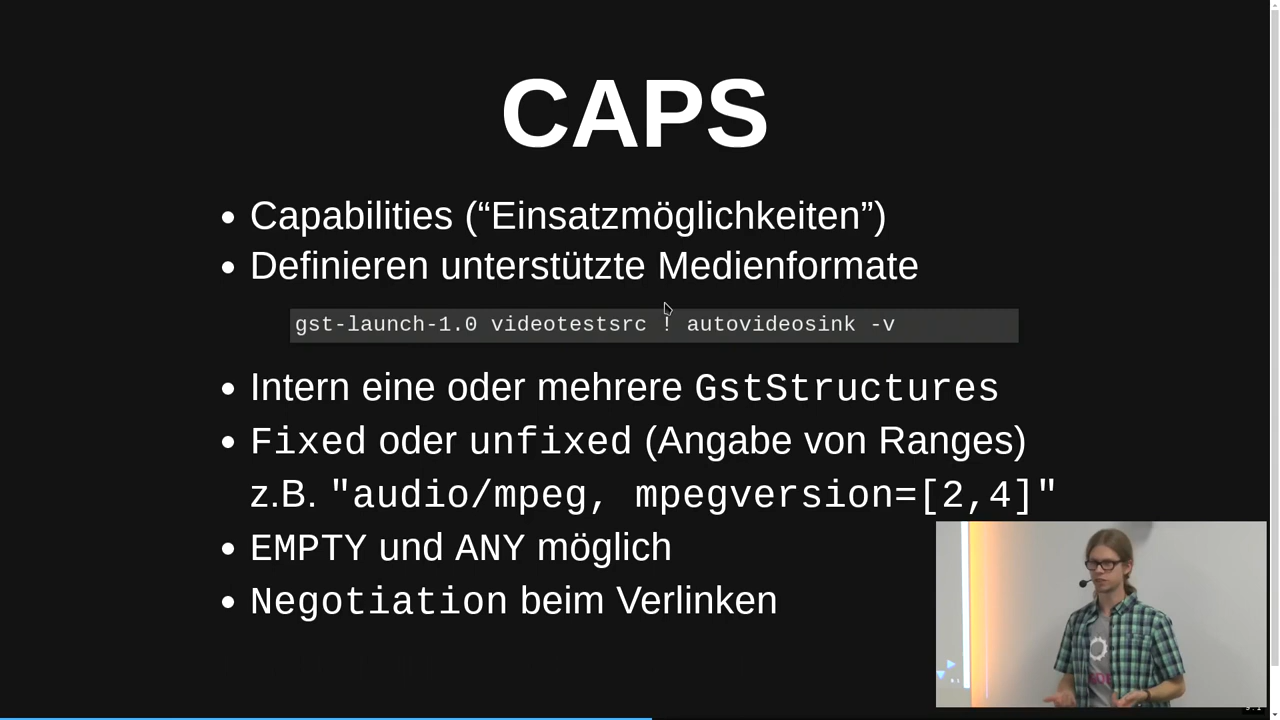 CAPS
Capabilities (“Einsatzmöglichkeiten”)
Definieren unterstützte Medienformate
gst-launch-1.0 videotestsrc ! autovideosink -v
Intern eine oder mehrere GstStructures
Fixed oder unfixed (Angabe von Ranges)
z.B. "audio/mpeg, mpegversion=[2,4]"
EMPTY und ANY möglich
Negotiation beim Verlinken